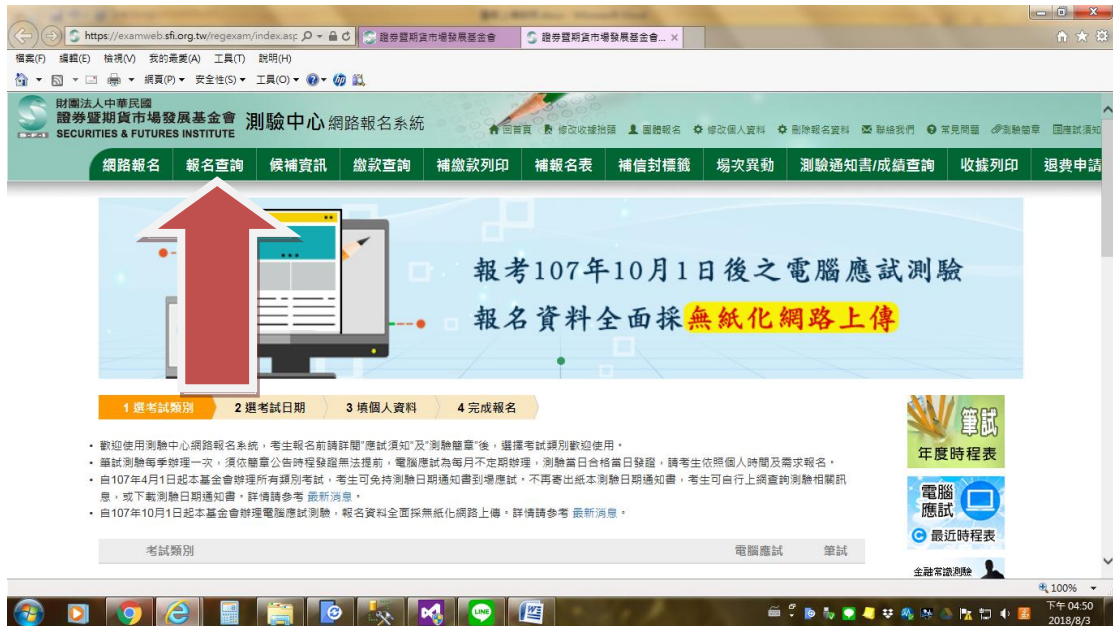 https://examweb.sfi.org.tw/regexam/index.asp
證券暨期貨市場發展基金會
證券暨期貨市場發展基金會...
檔案(F) 編輯(E) 檢視(V) 我的最愛(A) 工具(T) 說明(H)
網頁(P) 安全性(S) 工具(O)
財團法人中華民國
證券暨期貨市場發展基金會
SECURITIES & FUTURES INSTITUTE
測驗中心 網路報名系統
回首頁 修改收據抬頭 團體報名 修改個人資料 刪除報名資料 聯絡我們 常見問題 測驗簡章 應試須知
網路報名 報名查詢 候補資訊 繳款查詢 補繳款列印 補報名表 補信封標籤 場次異動 測驗通知書/成績查詢 收據列印 退費申請
報考107年10月1日後之電腦應試測驗
報名資料全面採無紙化網路上傳
1 選考試類別 2 選考試日期 3 填個人資料 4 完成報名
• 歡迎使用測驗中心網路報名系統，考生報名前請詳閱"應試須知"及"測驗簡章"後，選擇考試類別歡迎使用。
• 筆試測驗每季辦理一次，須依簡章公告時程發證無法提前，電腦應試為每月不定期辦理，測驗當日合格當日發證，請考生依照個人時間及需求報名。
• 自107年4月1日起本基金會辦理所有類別考試，考生可免持測驗日期通知書到場應試，不再寄出紙本測驗日期通知書，考生可自行上網查詢測驗相關訊
息，或下載測驗日期通知書。詳情請參考 最新消息。
• 自107年10月1日起本基金會辦理電腦應試測驗，報名資料全面採無紙化網路上傳。詳情請參考 最新消息。
考試類別 電腦應試 筆試
筆試
年度時程表
電腦
應試
最近時程表
金融常識測驗
100%
下午 04:50
2018/8/3